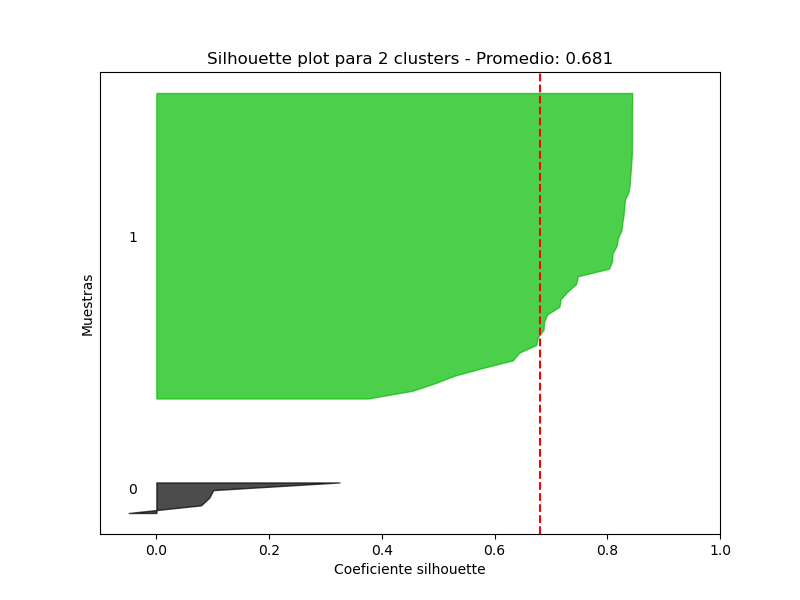 Silhouette plot para 2 clusters - Promedio: 0.681
1
0
Muestras
0.0 0.2 0.4 0.6 0.8 1.0
Coeficiente silhouette